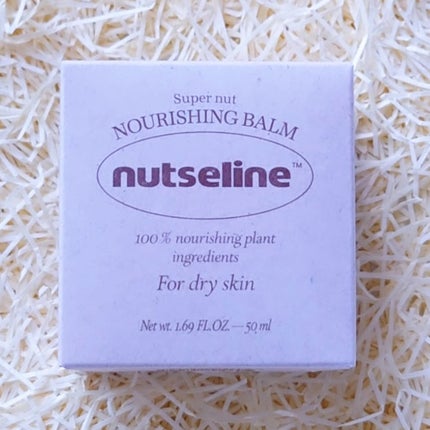 Super nut
NOURISHING BALM
nutseline™
100% nourishing plant
ingredients
For dry skin
Net wt. 1.69 FL.OZ. — 50 ml